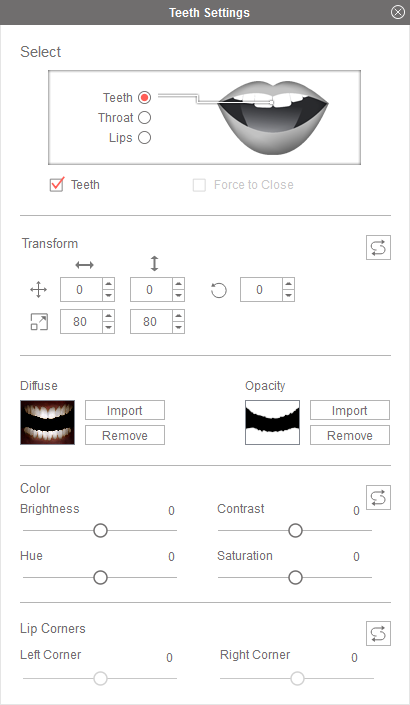 Teeth Settings
Select
Teeth
Throat
Lips
Teeth Force to Close
Transform
0 0 0
80 80
Diffuse Opacity
Import Import
Remove Remove
Color
Brightness 0 Contrast 0
Hue 0 Saturation 0
Lip Corners
Left Corner 0 Right Corner 0